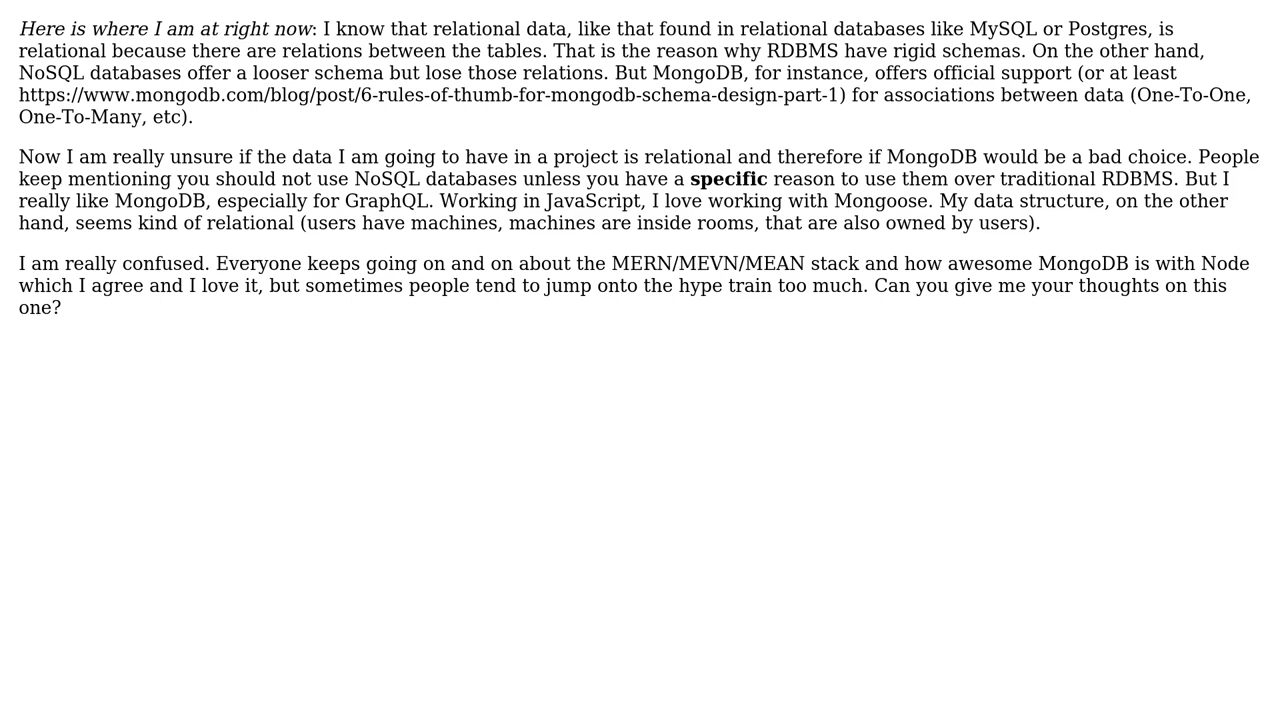 Here is where I am at right now: I know that relational data, like that found in relational databases like MySQL or Postgres, is
relational because there are relations between the tables. That is the reason why RDBMS have rigid schemas. On the other hand,
NoSQL databases offer a looser schema but lose those relations. But MongoDB, for instance, offers official support (or at least
https://www.mongodb.com/blog/post/6-rules-of-thumb-for-mongodb-schema-design-part-1) for associations between data (One-To-One,
One-To-Many, etc).
Now I am really unsure if the data I am going to have in a project is relational and therefore if MongoDB would be a bad choice. People
keep mentioning you should not use NoSQL databases unless you have a specific reason to use them over traditional RDBMS. But I
really like MongoDB, especially for GraphQL. Working in JavaScript, I love working with Mongoose. My data structure, on the other
hand, seems kind of relational (users have machines, machines are inside rooms, that are also owned by users).
I am really confused. Everyone keeps going on and on about the MERN/MEVN/MEAN stack and how awesome MongoDB is with Node
which I agree and I love it, but sometimes people tend to jump onto the hype train too much. Can you give me your thoughts on this
one?